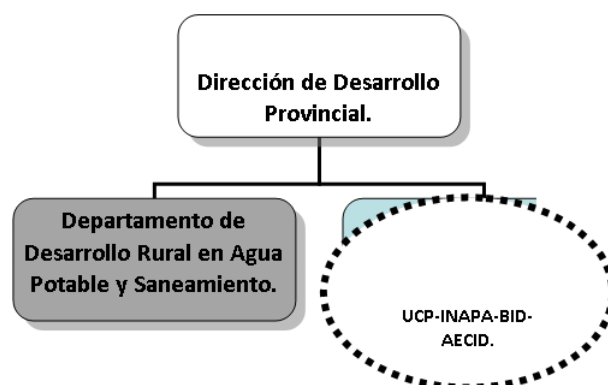 Dirección de Desarrollo
Provincial.
Departamento de
Desarrollo Rural en Agua
Potable y Saneamiento.
UCP-INAPA-BID-
AECID.